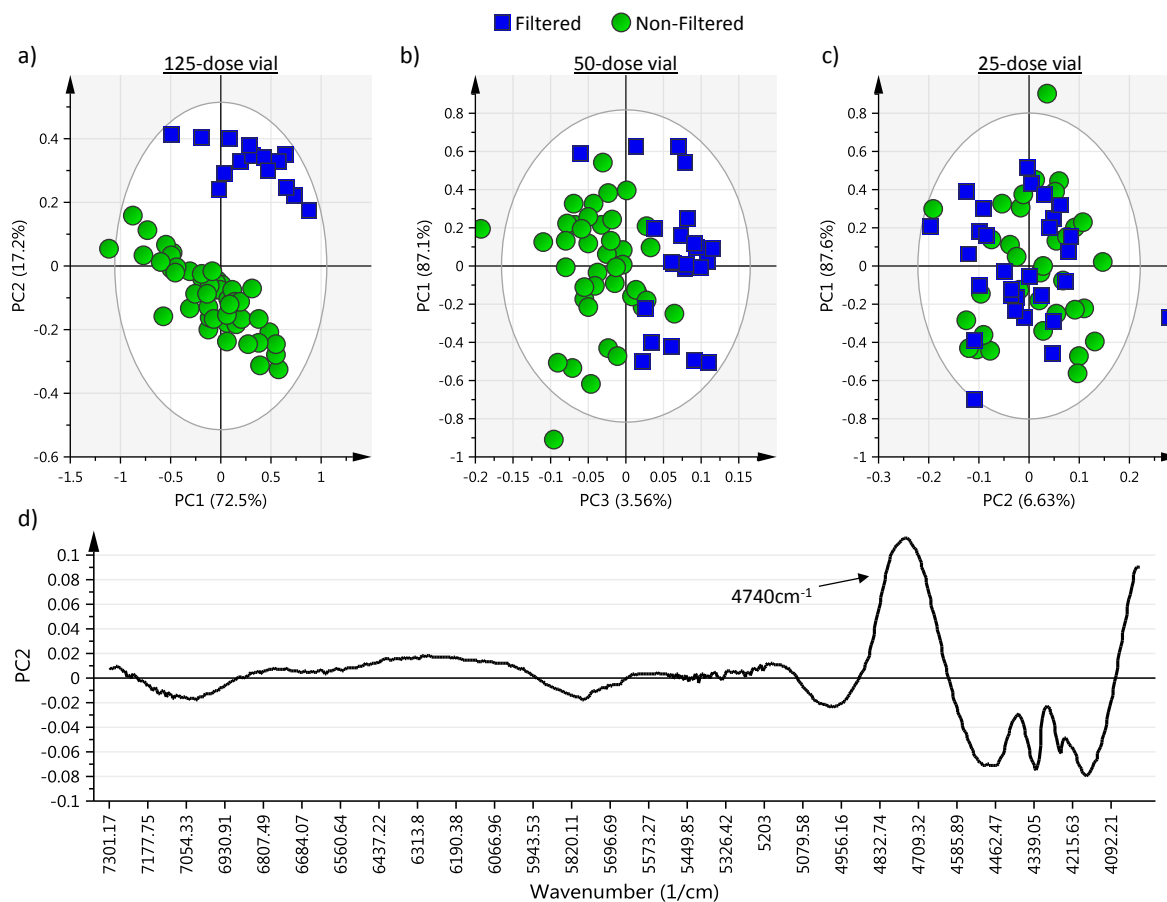 Filtered Non-Filtered
a) b) c)
125-dose vial 50-dose vial 25-dose vial
PC2 (17.2%)
0.4
0.2
0
-0.2
-0.4
-0.6
-1.5 -1 -0.5 0 0.5 1
PC1 (72.5%)
PC1 (87.1%)
0.8
0.6
0.4
0.2
0
-0.2
-0.4
-0.6
-0.8
-1
-0.2 -0.15 -0.1 -0.05 0 0.05 0.1 0.15
PC3 (3.56%)
PC1 (87.6%)
0.8
0.6
0.4
0.2
0
-0.2
-0.4
-0.6
-0.8
-1
-0.3 -0.2 -0.1 0 0.1 0.2
PC2 (6.63%)
d)
PC2
0.1
0.08
0.06
0.04
0.02
0
-0.02
-0.04
-0.06
-0.08
-0.1
4740cm-1
7301.17 7177.75 7054.33 6930.91 6807.49 6684.07 6560.64 6437.22 6313.8 6190.38 6066.96 5943.53 5820.11 5696.69 5573.27 5449.85 5326.42 5203 5079.58 4956.16 4832.74 4709.32 4585.89 4462.47 4339.05 4215.63 4092.21
Wavenumber (1/cm)